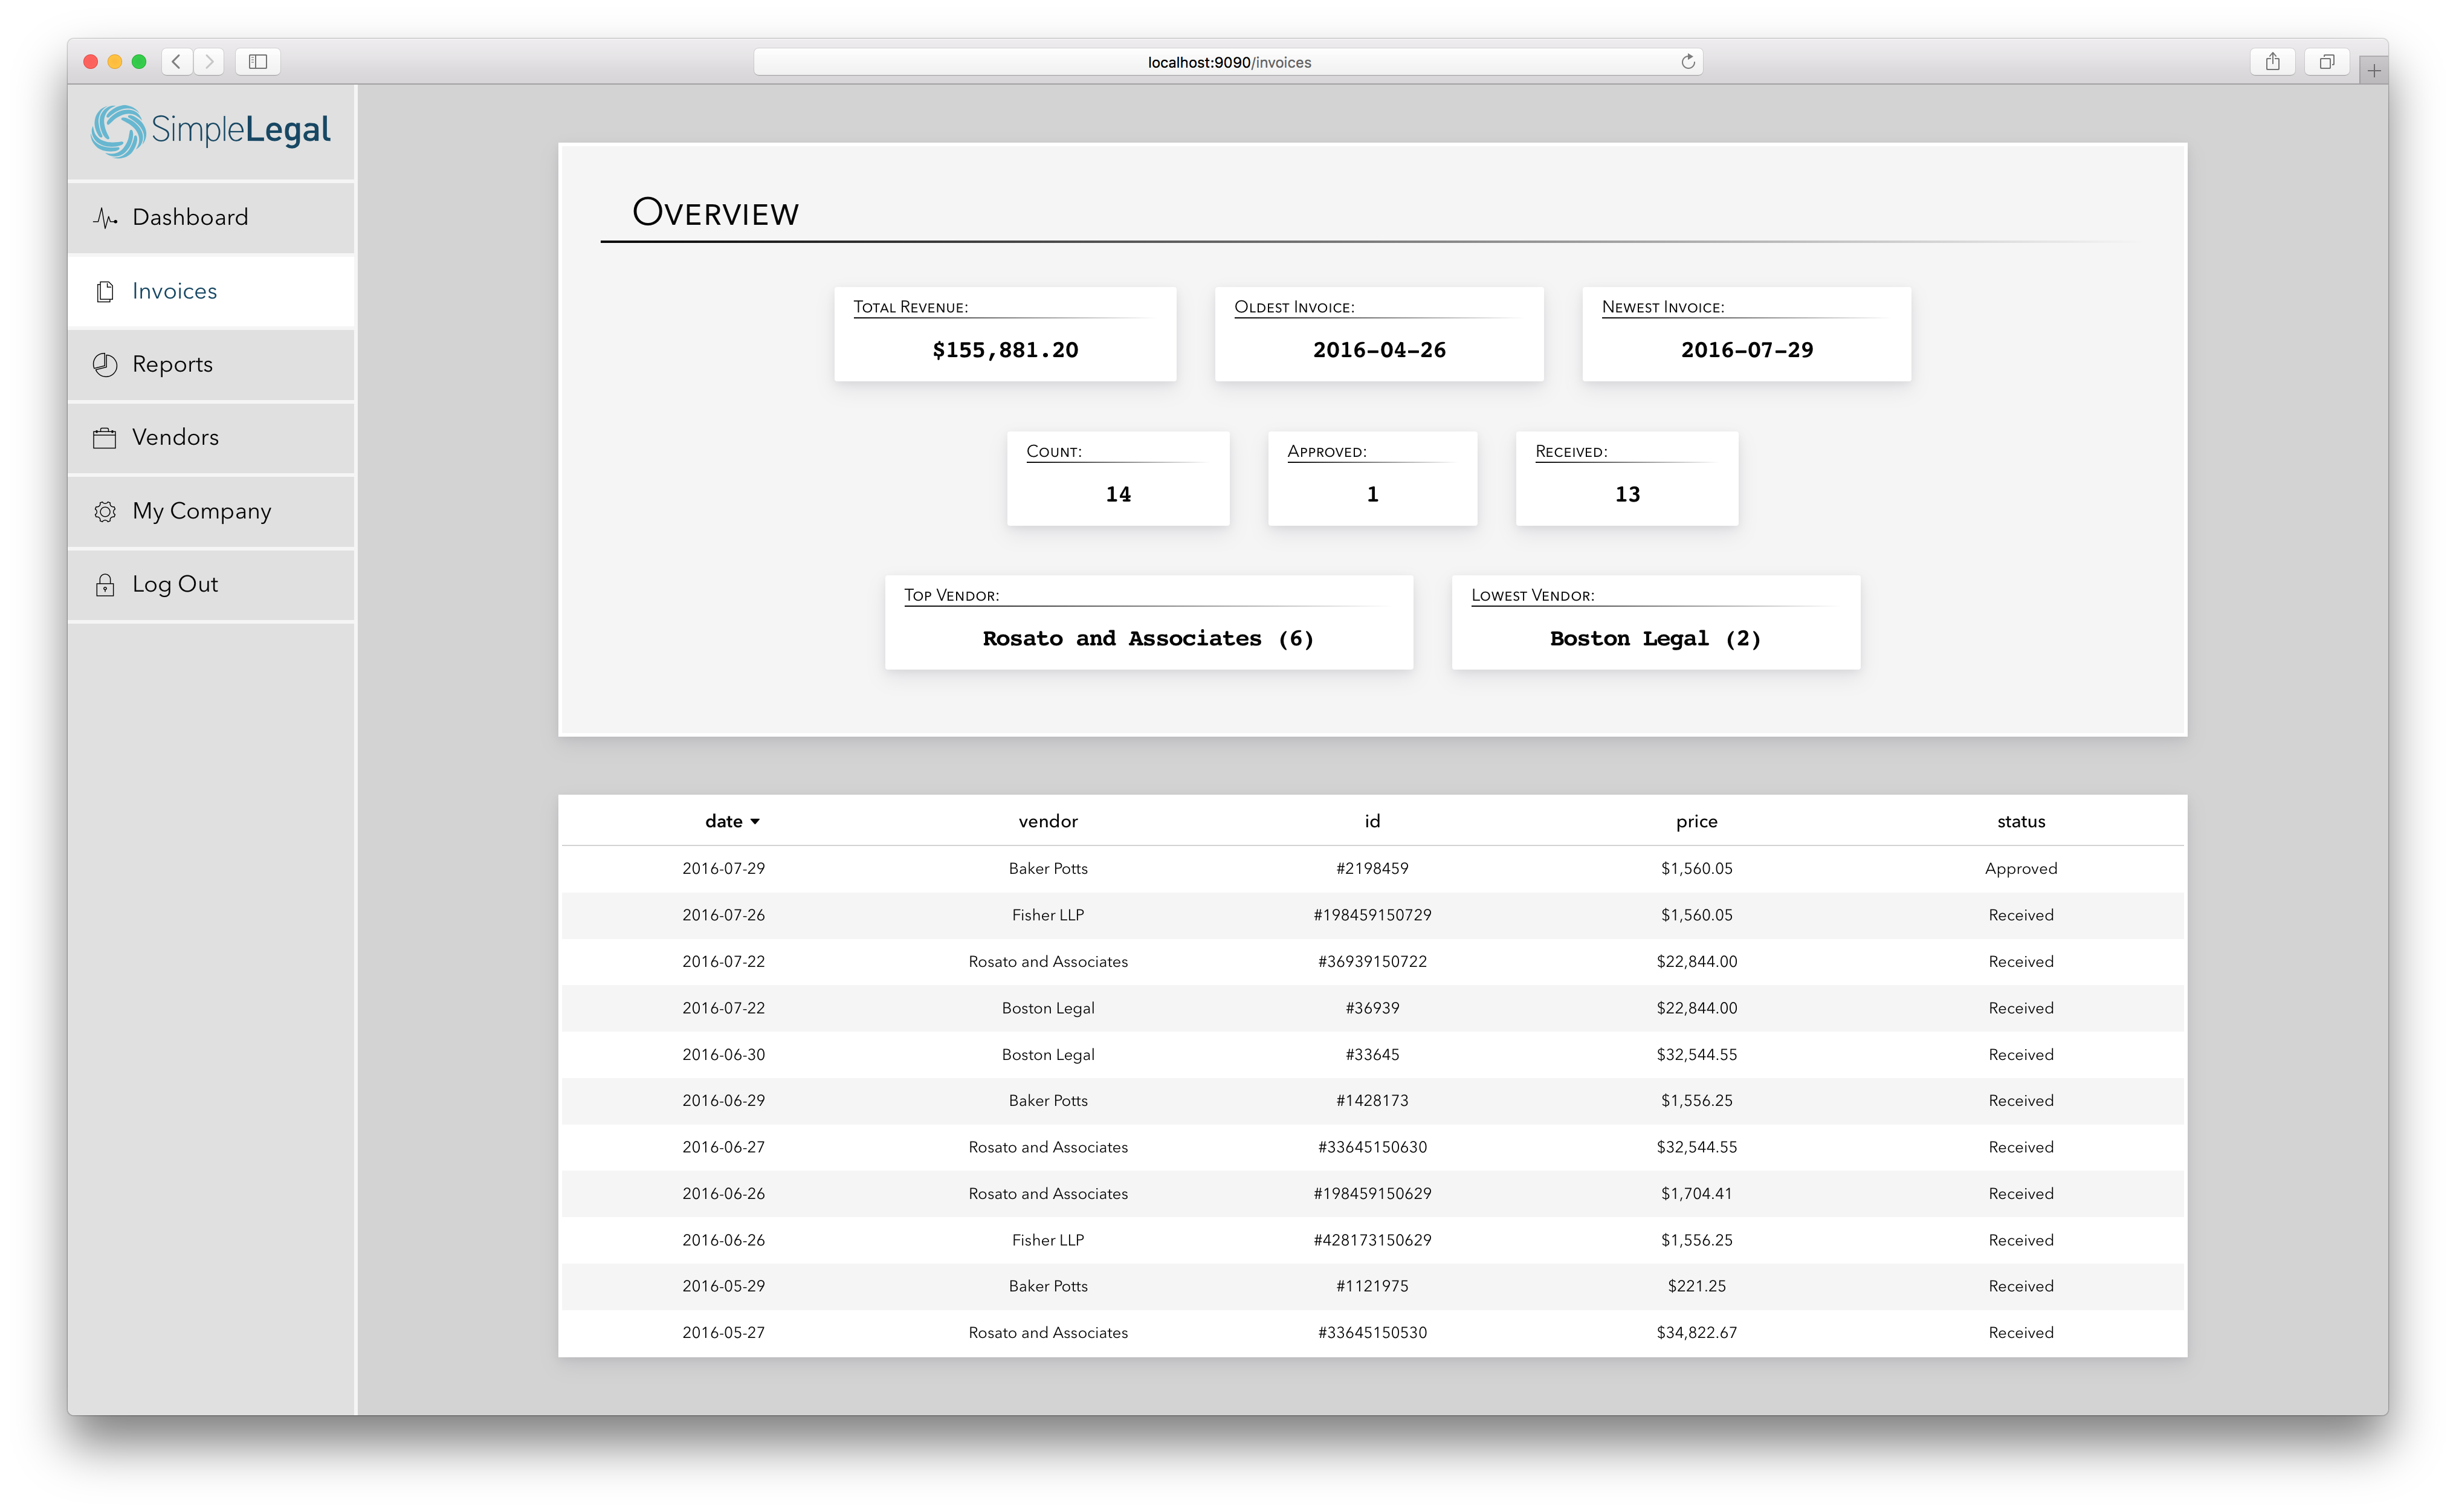 localhost:9090/invoices
SimpleLegal
Dashboard
Invoices
Reports
Vendors
My Company
Log Out
Overview
Total Revenue: Oldest Invoice: Newest Invoice:
$155,881.20 2016-04-26 2016-07-29
Count: Approved: Received:
14 1 13
Top Vendor: Lowest Vendor:
Rosato and Associates (6) Boston Legal (2)
date vendor id price status
2016-07-29 Baker Potts #2198459 $1,560.05 Approved
2016-07-26 Fisher LLP #198459150729 $1,560.05 Received
2016-07-22 Rosato and Associates #36939150722 $22,844.00 Received
2016-07-22 Boston Legal #36939 $22,844.00 Received
2016-06-30 Boston Legal #33645 $32,544.55 Received
2016-06-29 Baker Potts #1428173 $1,556.25 Received
2016-06-27 Rosato and Associates #33645150630 $32,544.55 Received
2016-06-26 Rosato and Associates #198459150629 $1,704.41 Received
2016-06-26 Fisher LLP #428173150629 $1,556.25 Received
2016-05-29 Baker Potts #1121975 $221.25 Received
2016-05-27 Rosato and Associates #33645150530 $34,822.67 Received